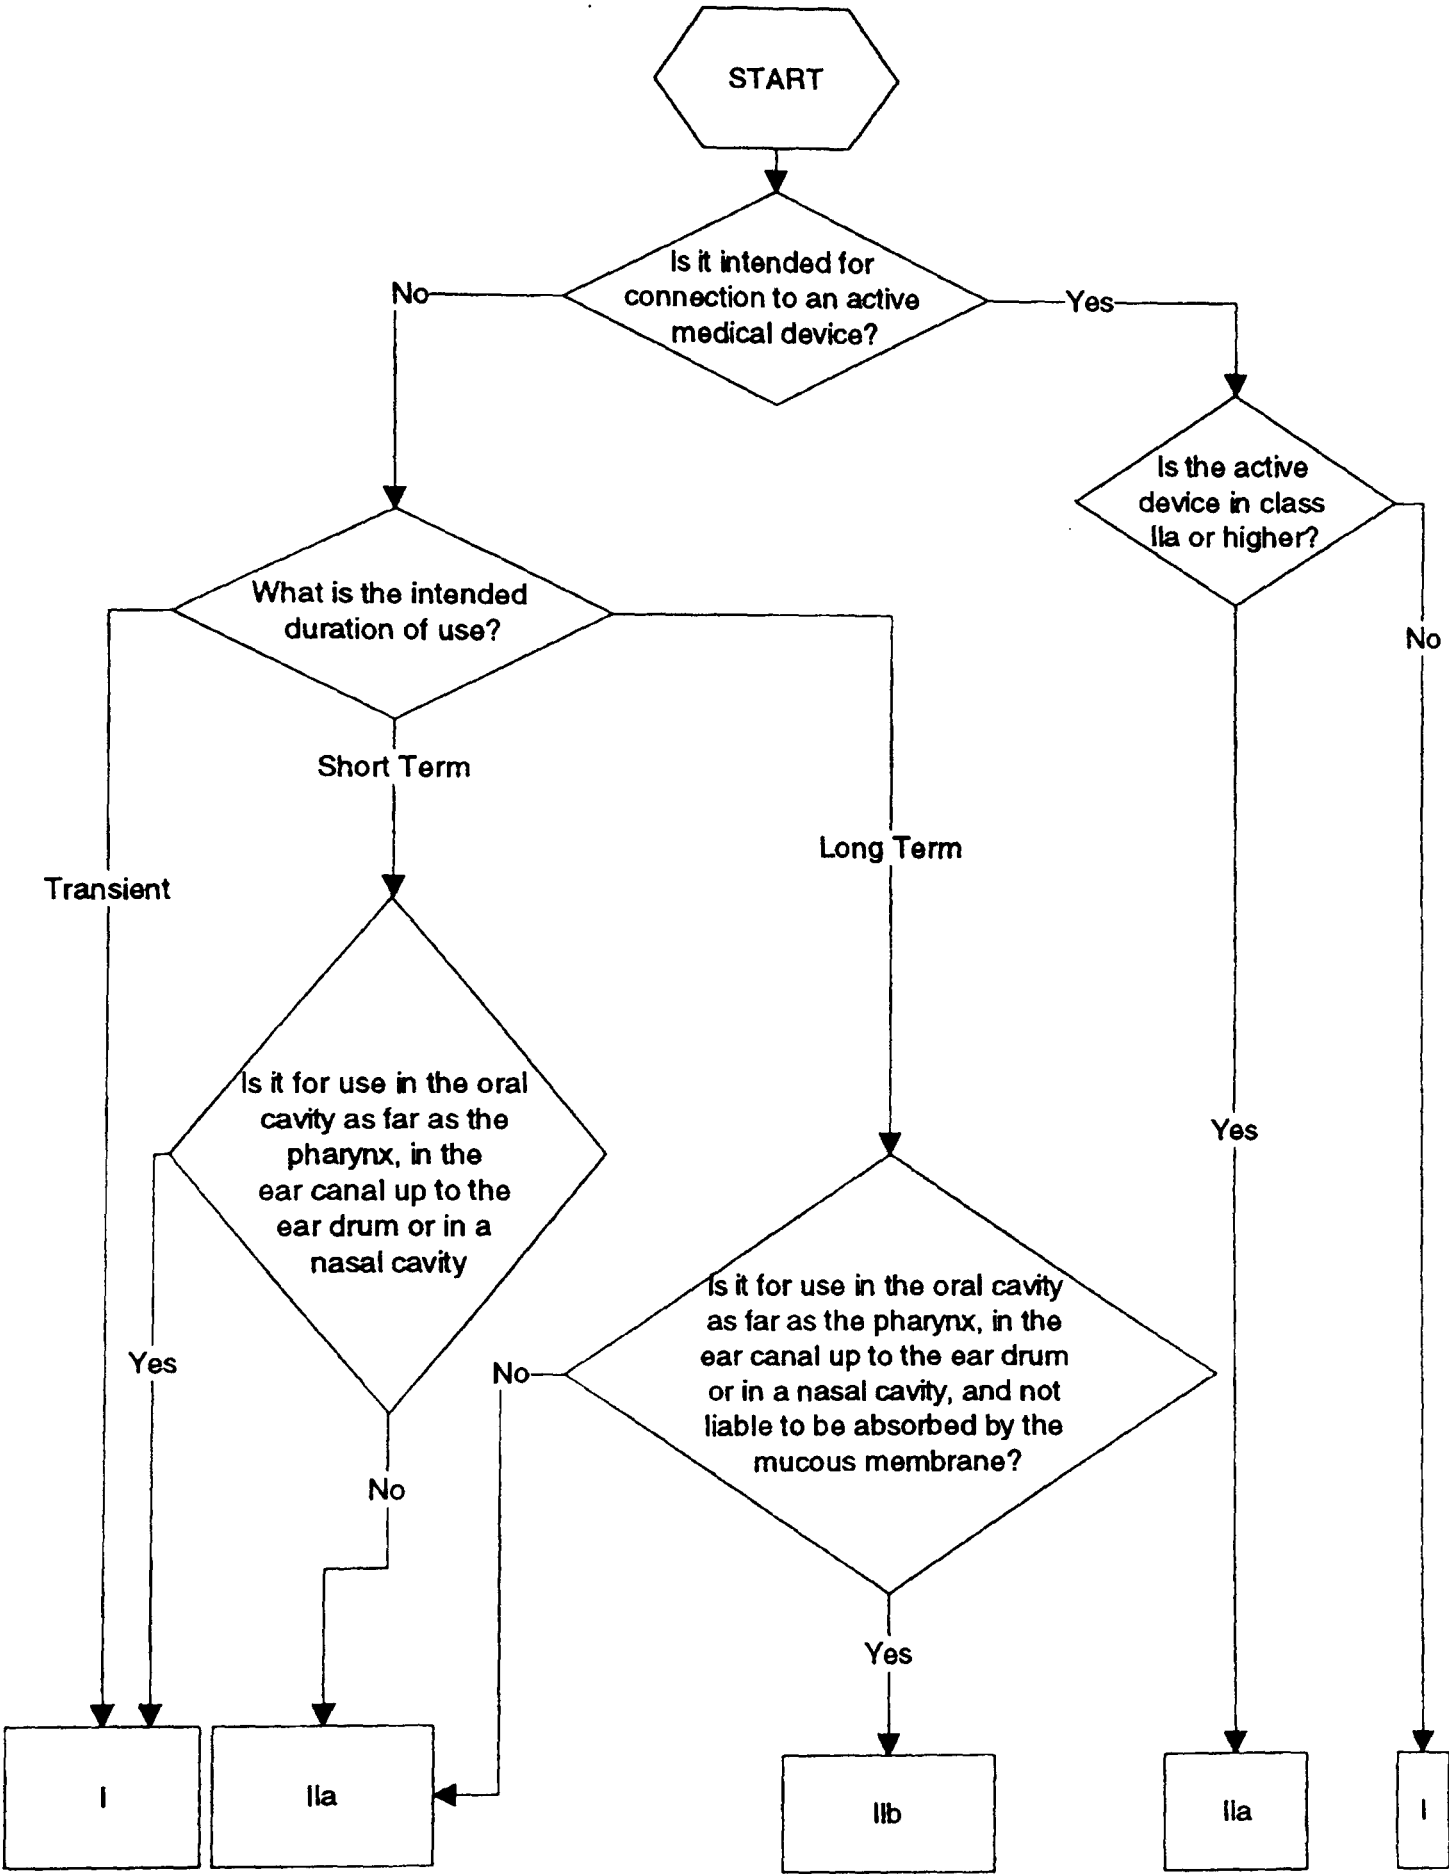 START
Is it intended for
connection to an active
medical device?
No
Yes
Is the active
device in class
IIa or higher?
What is the intended
duration of use?
No
Short Term
Long Term
Transient
Is it for use in the oral
cavity as far as the
pharynx, in the
ear canal up to the
ear drum or in a
nasal cavity
Yes
Is it for use in the oral cavity
as far as the pharynx, in the
ear canal up to the ear drum
or in a nasal cavity, and not
liable to be absorbed by the
mucous membrane?
Yes
No
No
Yes
I
IIa
IIb
IIa
I